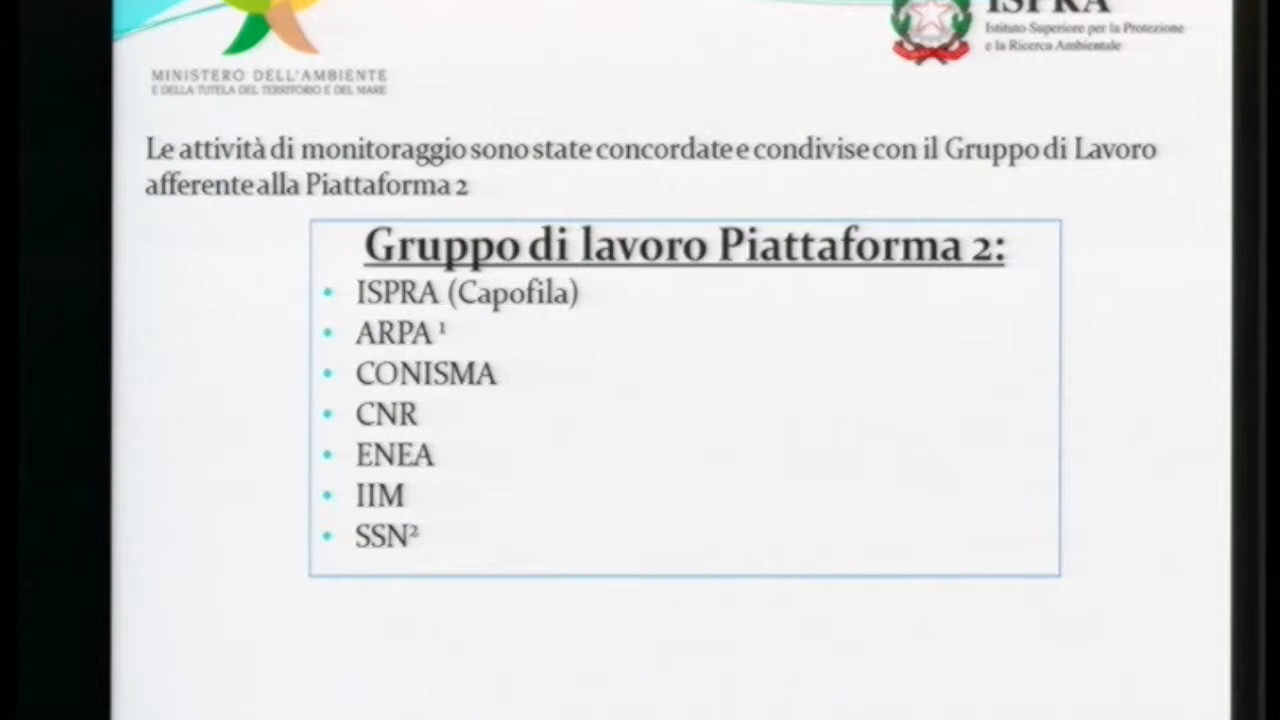 ISPRA
Istituto Superiore per la Protezione
e la Ricerca Ambientale
MINISTERO DELL'AMBIENTE
E DELLA TUTELA DEL TERRITORIO E DEL MARE
Le attività di monitoraggio sono state concordate e condivise con il Gruppo di Lavoro
afferente alla Piattaforma 2
Gruppo di lavoro Piattaforma 2:
• ISPRA (Capofila)
• ARPA ¹
• CONISMA
• CNR
• ENEA
• IIM
• SSN²